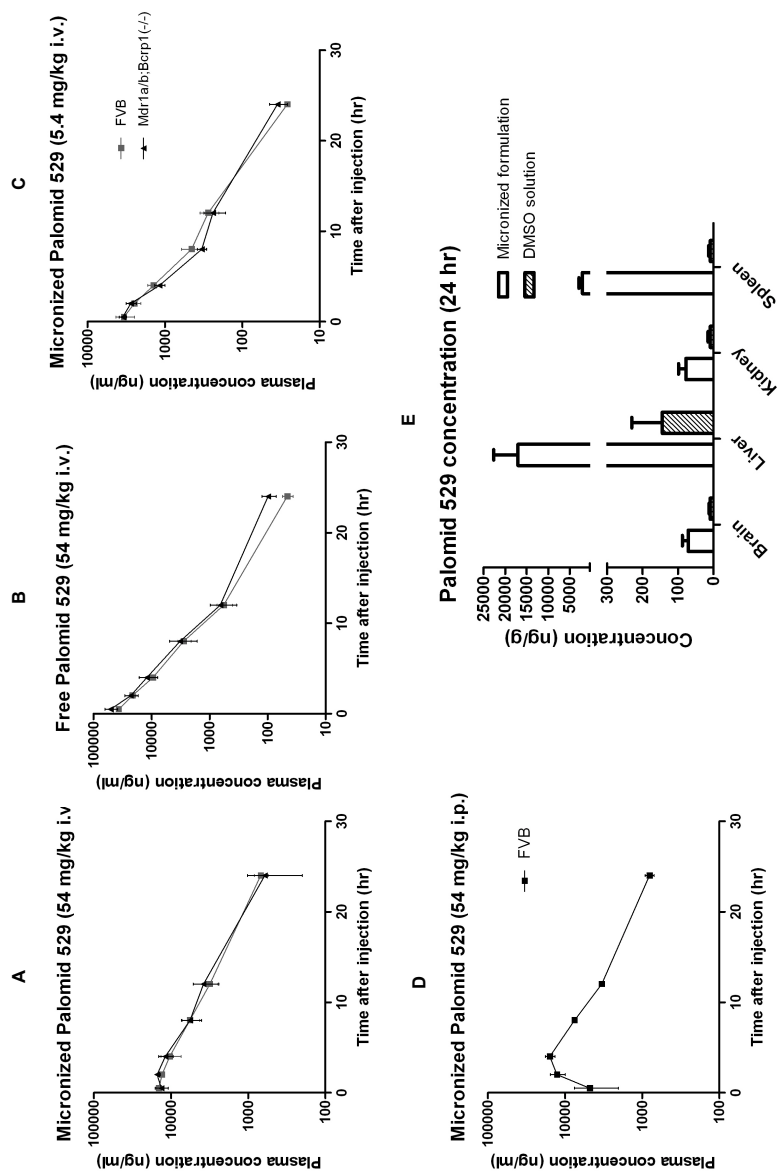 A
Micronized Palomid 529 (54 mg/kg i.v
Plasma concentration (ng/ml)
100000
10000
1000
100
0
10
20
30
Time after injection (hr)
B
Free Palomid 529 (54 mg/kg i.v.)
Plasma concentration (ng/ml)
100000
10000
1000
100
10
0
10
20
30
Time after injection (hr)
C
Micronized Palomid 529 (5.4 mg/kg i.v.)
Plasma concentration (ng/ml)
10000
1000
100
10
0
10
20
30
Time after injection (hr)
FVB
Mdr1a/b;Bcrp1(-/-)
D
Micronized Palomid 529 (54 mg/kg i.p.)
Plasma concentration (ng/ml)
100000
10000
1000
100
0
10
20
30
Time after injection (hr)
FVB
E
Palomid 529 concentration (24 hr)
Concentration (ng/g)
25000
20000
15000
10000
5000
300
200
100
0
Brain
Liver
Kidney
Spleen
Micronized formulation
DMSO solution